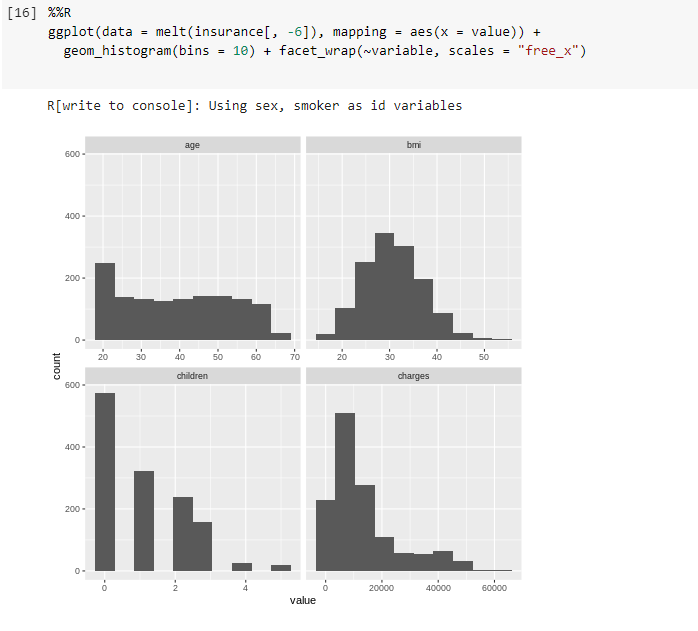 [16] %%R
ggplot(data = melt(insurance[, -6]), mapping = aes(x = value)) +
  geom_histogram(bins = 10) + facet_wrap(~variable, scales = "free_x")
R[write to console]: Using sex, smoker as id variables
age
bmi
600
400
200
0
20 30 40 50 60 70
20 30 40 50
count
children
charges
600
400
200
0
0 2 4
0 20000 40000 60000
value